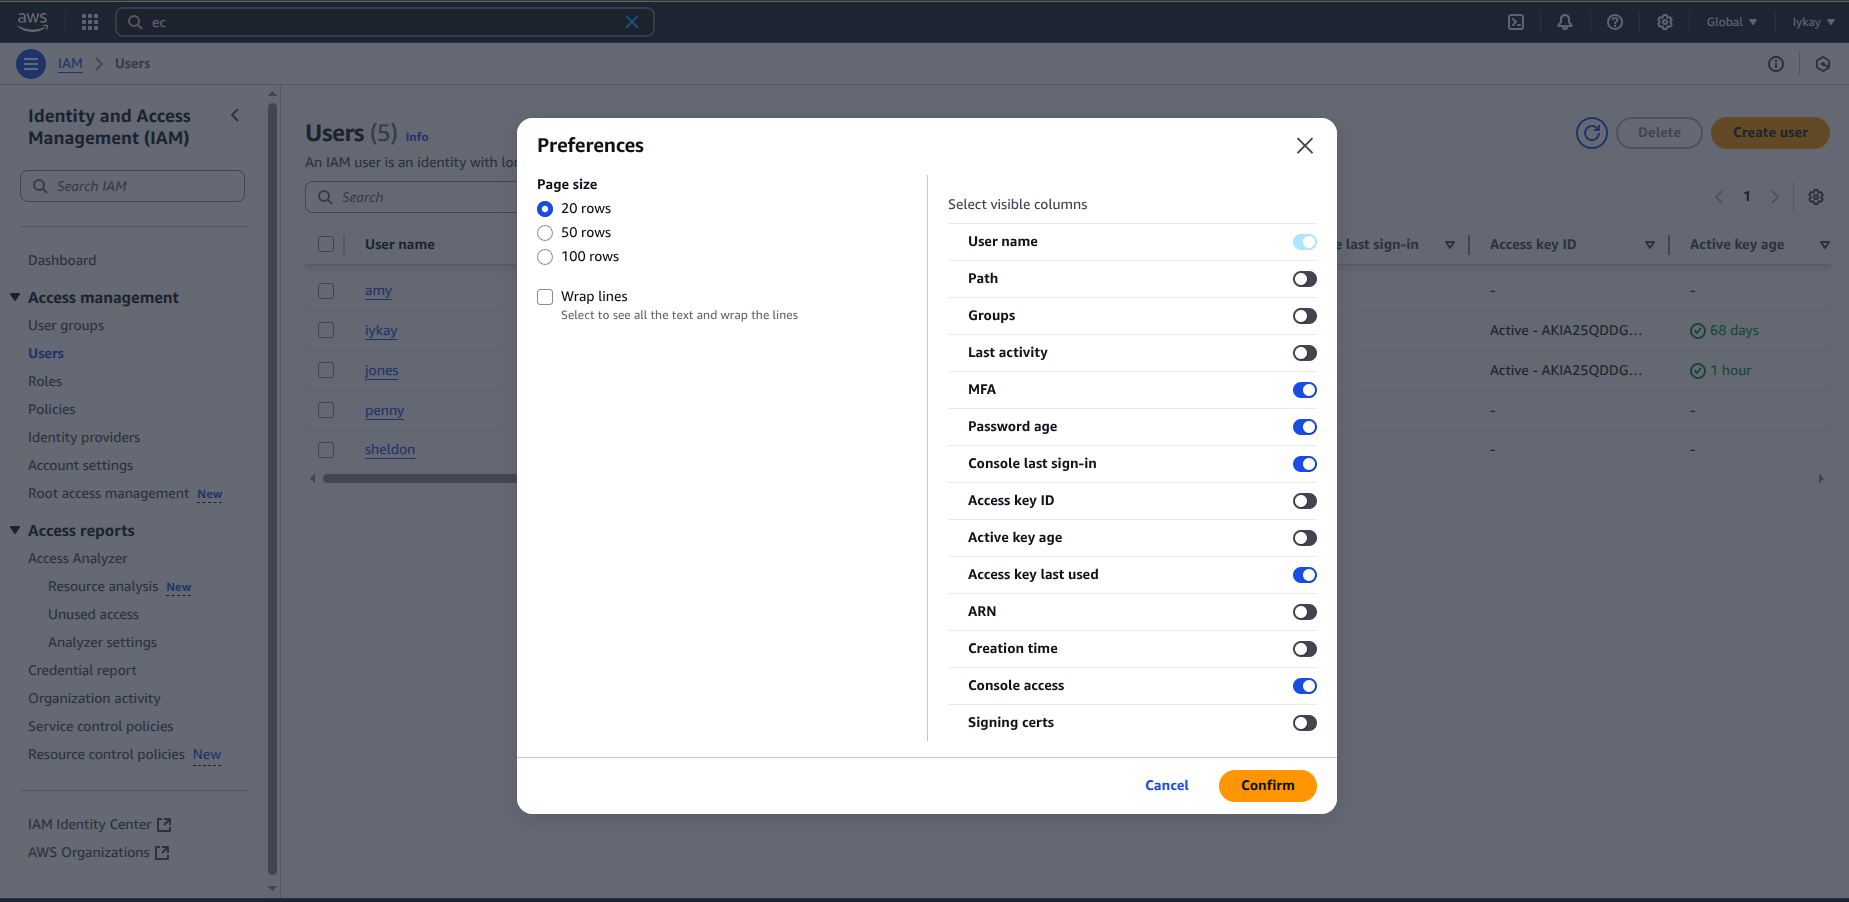 aws
ec
Global
Iykay
IAM
Users
Identity and Access
Management (IAM)
Search IAM
Dashboard
Access management
User groups
Users
Roles
Policies
Identity providers
Account settings
Root access management New
Access reports
Access Analyzer
Resource analysis New
Unused access
Analyzer settings
Credential report
Organization activity
Service control policies
Resource control policies New
IAM Identity Center
AWS Organizations
Users (5) Info
An IAM user is an identity with
Delete
Create user
Search
1
User name
last sign-in
Access key ID
Active key age
amy
-
-
iykay
Active - AKIA25QDDG...
68 days
jones
Active - AKIA25QDDG...
1 hour
penny
-
-
sheldon
-
-
Preferences
Page size
20 rows
50 rows
100 rows
Wrap lines
Select to see all the text and wrap the lines
Select visible columns
User name
Path
Groups
Last activity
MFA
Password age
Console last sign-in
Access key ID
Active key age
Access key last used
ARN
Creation time
Console access
Signing certs
Cancel
Confirm